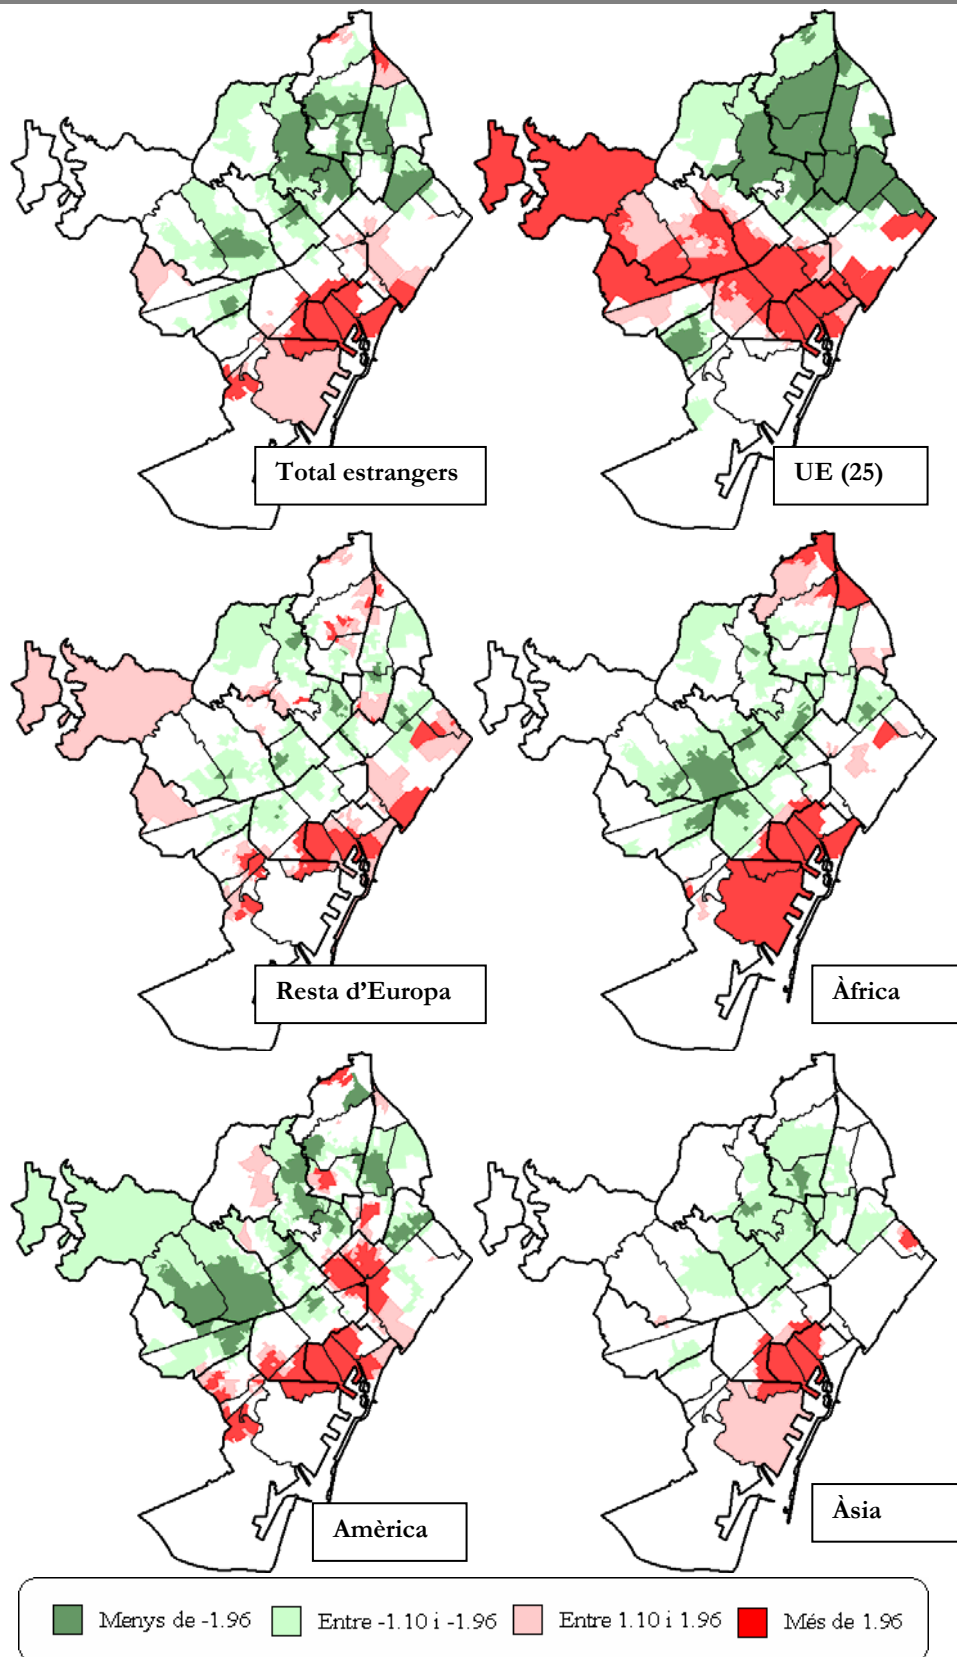 Total estrangers
UE (25)
Resta d’Europa
Àfrica
Amèrica
Àsia
Menys de -1.96
Entre -1.10 i -1.96
Entre 1.10 i 1.96
Més de 1.96